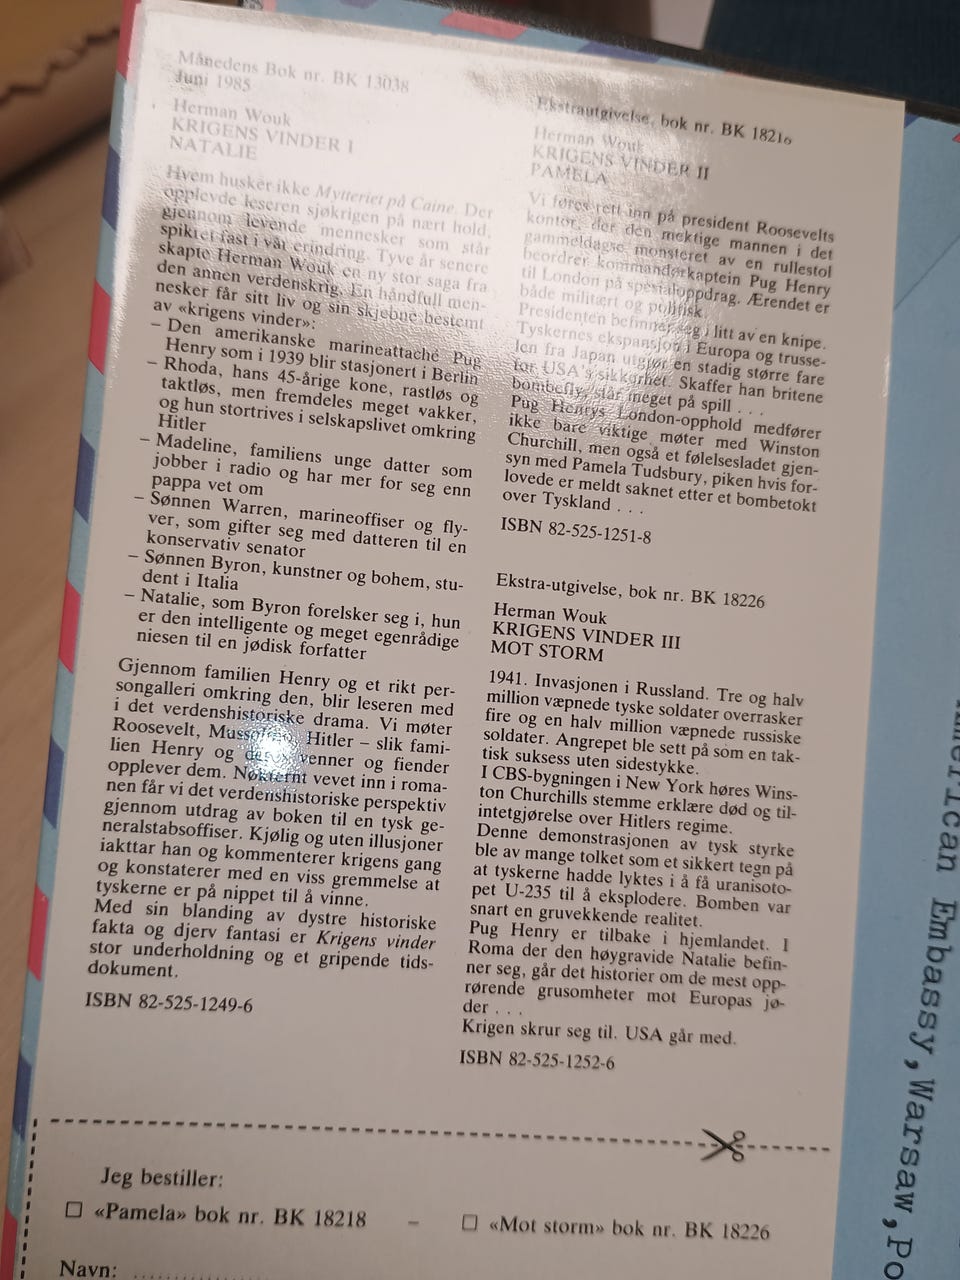 Månedens Bok nr. BK 13038
Juni 1985
Herman Wouk
KRIGENS VINDER I
NATALIE
Hvem husker ikke Mytteriet på Caine. Der
opplevde leseren sjøkrigen på nært hold,
gjennom levende mennesker som står
spikret fast i vår erindring. Tyve år senere
skapte Herman Wouk en ny stor saga fra
den annen verdenskrig. En håndfull men-
nesker får sitt liv og sin skjebne bestemt
av «krigens vinder»:
– Den amerikanske marineattaché Pug
Henry som i 1939 blir stasjonert i Berlin
– Rhoda, hans 45-årige kone, rastløs og
taktløs, men fremdeles meget vakker,
og hun stortrives i selskapslivet omkring
Hitler
– Madeline, familiens unge datter som
jobber i radio og har mer for seg enn
pappa vet om
– Sønnen Warren, marineoffiser og fly-
ver, som gifter seg med datteren til en
konservativ senator
– Sønnen Byron, kunstner og bohem, stu-
dent i Italia
– Natalie, som Byron forelsker seg i, hun
er den intelligente og meget egenrådige
niesen til en jødisk forfatter
Gjennom familien Henry og et rikt per-
songalleri omkring den, blir leseren med
i det verdenshistoriske drama. Vi møter
Roosevelt, Hitler – slik fami-
lien Henry og venner og fiender
opplever dem. Nøkternt vevet inn i roma-
nen får vi det verdenshistoriske perspektiv
gjennom utdrag av boken til en tysk ge-
neralstabsoffiser. Kjølig og uten illusjoner
iakttar han og kommenterer krigens gang
og konstaterer med en viss gremmelse at
tyskerne er på nippet til å vinne.
Med sin blanding av dystre historiske
fakta og djerv fantasi er Krigens vinder
stor underholdning og et gripende tids-
dokument.
ISBN 82-525-1249-6
Ekstrautgivelse, bok nr. BK 18218
Herman Wouk
KRIGENS VINDER II
PAMELA
Vi føres rett inn på president Roosevelts
kontor, der den mektige mannen i det
gammeldagse monsteret av en rullestol
beordrer kommandørkaptein Pug Henry
til London på spesialoppdrag. Ærendet er
både militært og politisk.
Presidenten befinner seg i litt av en knipe.
Tyskernes ekspansjon i Europa og trusse-
len fra Japan utgjør en stadig større fare
for USA's sikkerhet. Skaffer han britene
bombefly, står meget på spill . . .
Pug Henrys London-opphold medfører
ikke bare viktige møter med Winston
Churchill, men også et følelsesladet gjen-
syn med Pamela Tudsbury, piken hvis for-
lovede er meldt saknet etter et bombetokt
over Tyskland . . .
ISBN 82-525-1251-8
Ekstra-utgivelse, bok nr. BK 18226
Herman Wouk
KRIGENS VINDER III
MOT STORM
1941. Invasjonen i Russland. Tre og halv
million væpnede tyske soldater overrasker
fire og en halv million væpnede russiske
soldater. Angrepet ble sett på som en tak-
tisk suksess uten sidestykke.
I CBS-bygningen i New York høres Wins-
ton Churchills stemme erklære død og til-
intetgjørelse over Hitlers regime.
Denne demonstrasjonen av tysk styrke
ble av mange tolket som et sikkert tegn på
at tyskerne hadde lyktes i å få uranisoto-
pet U-235 til å eksplodere. Bomben var
snart en gruvekkende realitet.
Pug Henry er tilbake i hjemlandet. I
Roma der den høygravide Natalie befin-
ner seg, går det historier om de mest opp-
rørende grusomheter mot Europas jø-
der . . .
Krigen skrur seg til. USA går med.
ISBN 82-525-1252-6
Jeg bestiller:
☐ «Pamela» bok nr. BK 18218 – ☐ «Mot storm» bok nr. BK 18226
Navn: ....................
American Embassy, Warsaw, Po